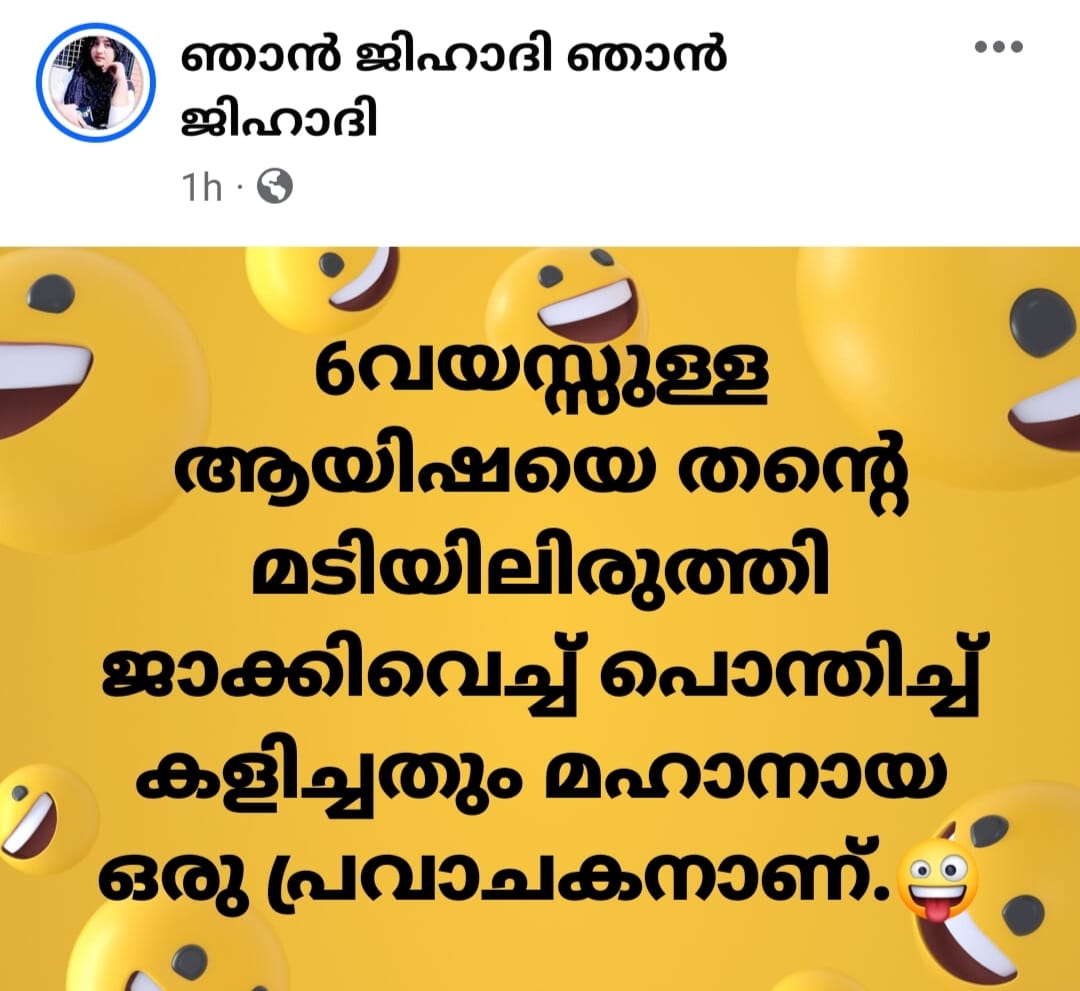 ഞാൻ ജിഹാദി ഞാൻ
ജിഹാദി
1h ·
6വയസ്സുള്ള
ആയിഷയെ തന്റെ
മടിയിലിരുത്തി
ജാക്കിവെച്ച് പൊന്തിച്ച്
കളിച്ചതും മഹാനായ
ഒരു പ്രവാചകനാണ്.🤪